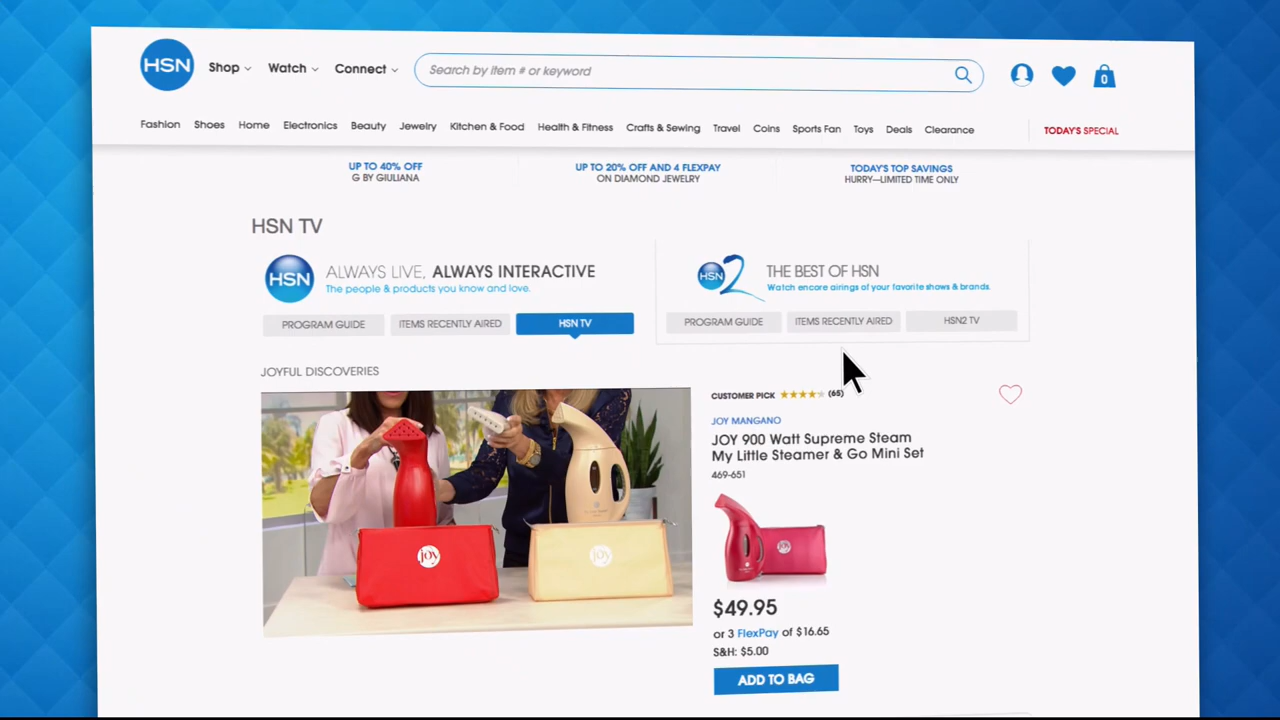 HSN
Shop
Watch
Connect
Search by item # or keyword
0
Fashion
Shoes
Home
Electronics
Beauty
Jewelry
Kitchen & Food
Health & Fitness
Crafts & Sewing
Travel
Coins
Sports Fan
Toys
Deals
Clearance
TODAY'S SPECIAL
UP TO 40% OFF
G BY GIULIANA
UP TO 20% OFF AND 4 FLEXPAY
ON DIAMOND JEWELRY
TODAY'S TOP SAVINGS
HURRY—LIMITED TIME ONLY
HSN TV
HSN
ALWAYS LIVE, ALWAYS INTERACTIVE
The people & products you know and love.
PROGRAM GUIDE
ITEMS RECENTLY AIRED
HSN TV
HSN 2
THE BEST OF HSN
Watch encore airings of your favorite shows & brands.
PROGRAM GUIDE
ITEMS RECENTLY AIRED
HSN2 TV
JOYFUL DISCOVERIES
joy
joy
CUSTOMER PICK (65)
JOY MANGANO
JOY 900 Watt Supreme Steam
My Little Steamer & Go Mini Set
469-651
joy
$49.95
or 3 FlexPay of $16.65
S&H: $5.00
ADD TO BAG